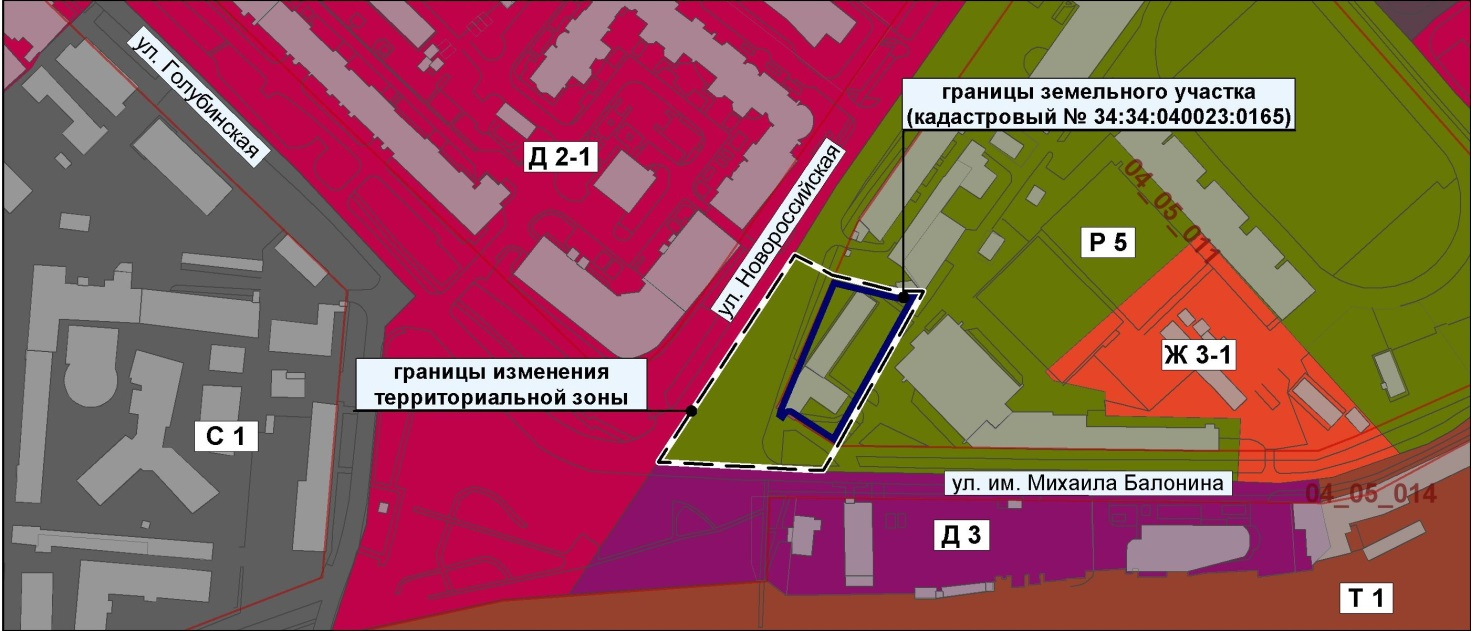 ул. Голубинская
границы земельного участка
(кадастровый № 34:34:040023:0165)
Д 2-1
ул. Новороссийская
04_05_011
Р 5
Ж 3-1
границы изменения
территориальной зоны
С 1
ул. им. Михаила Балонина
04_05_014
Д 3
Т 1